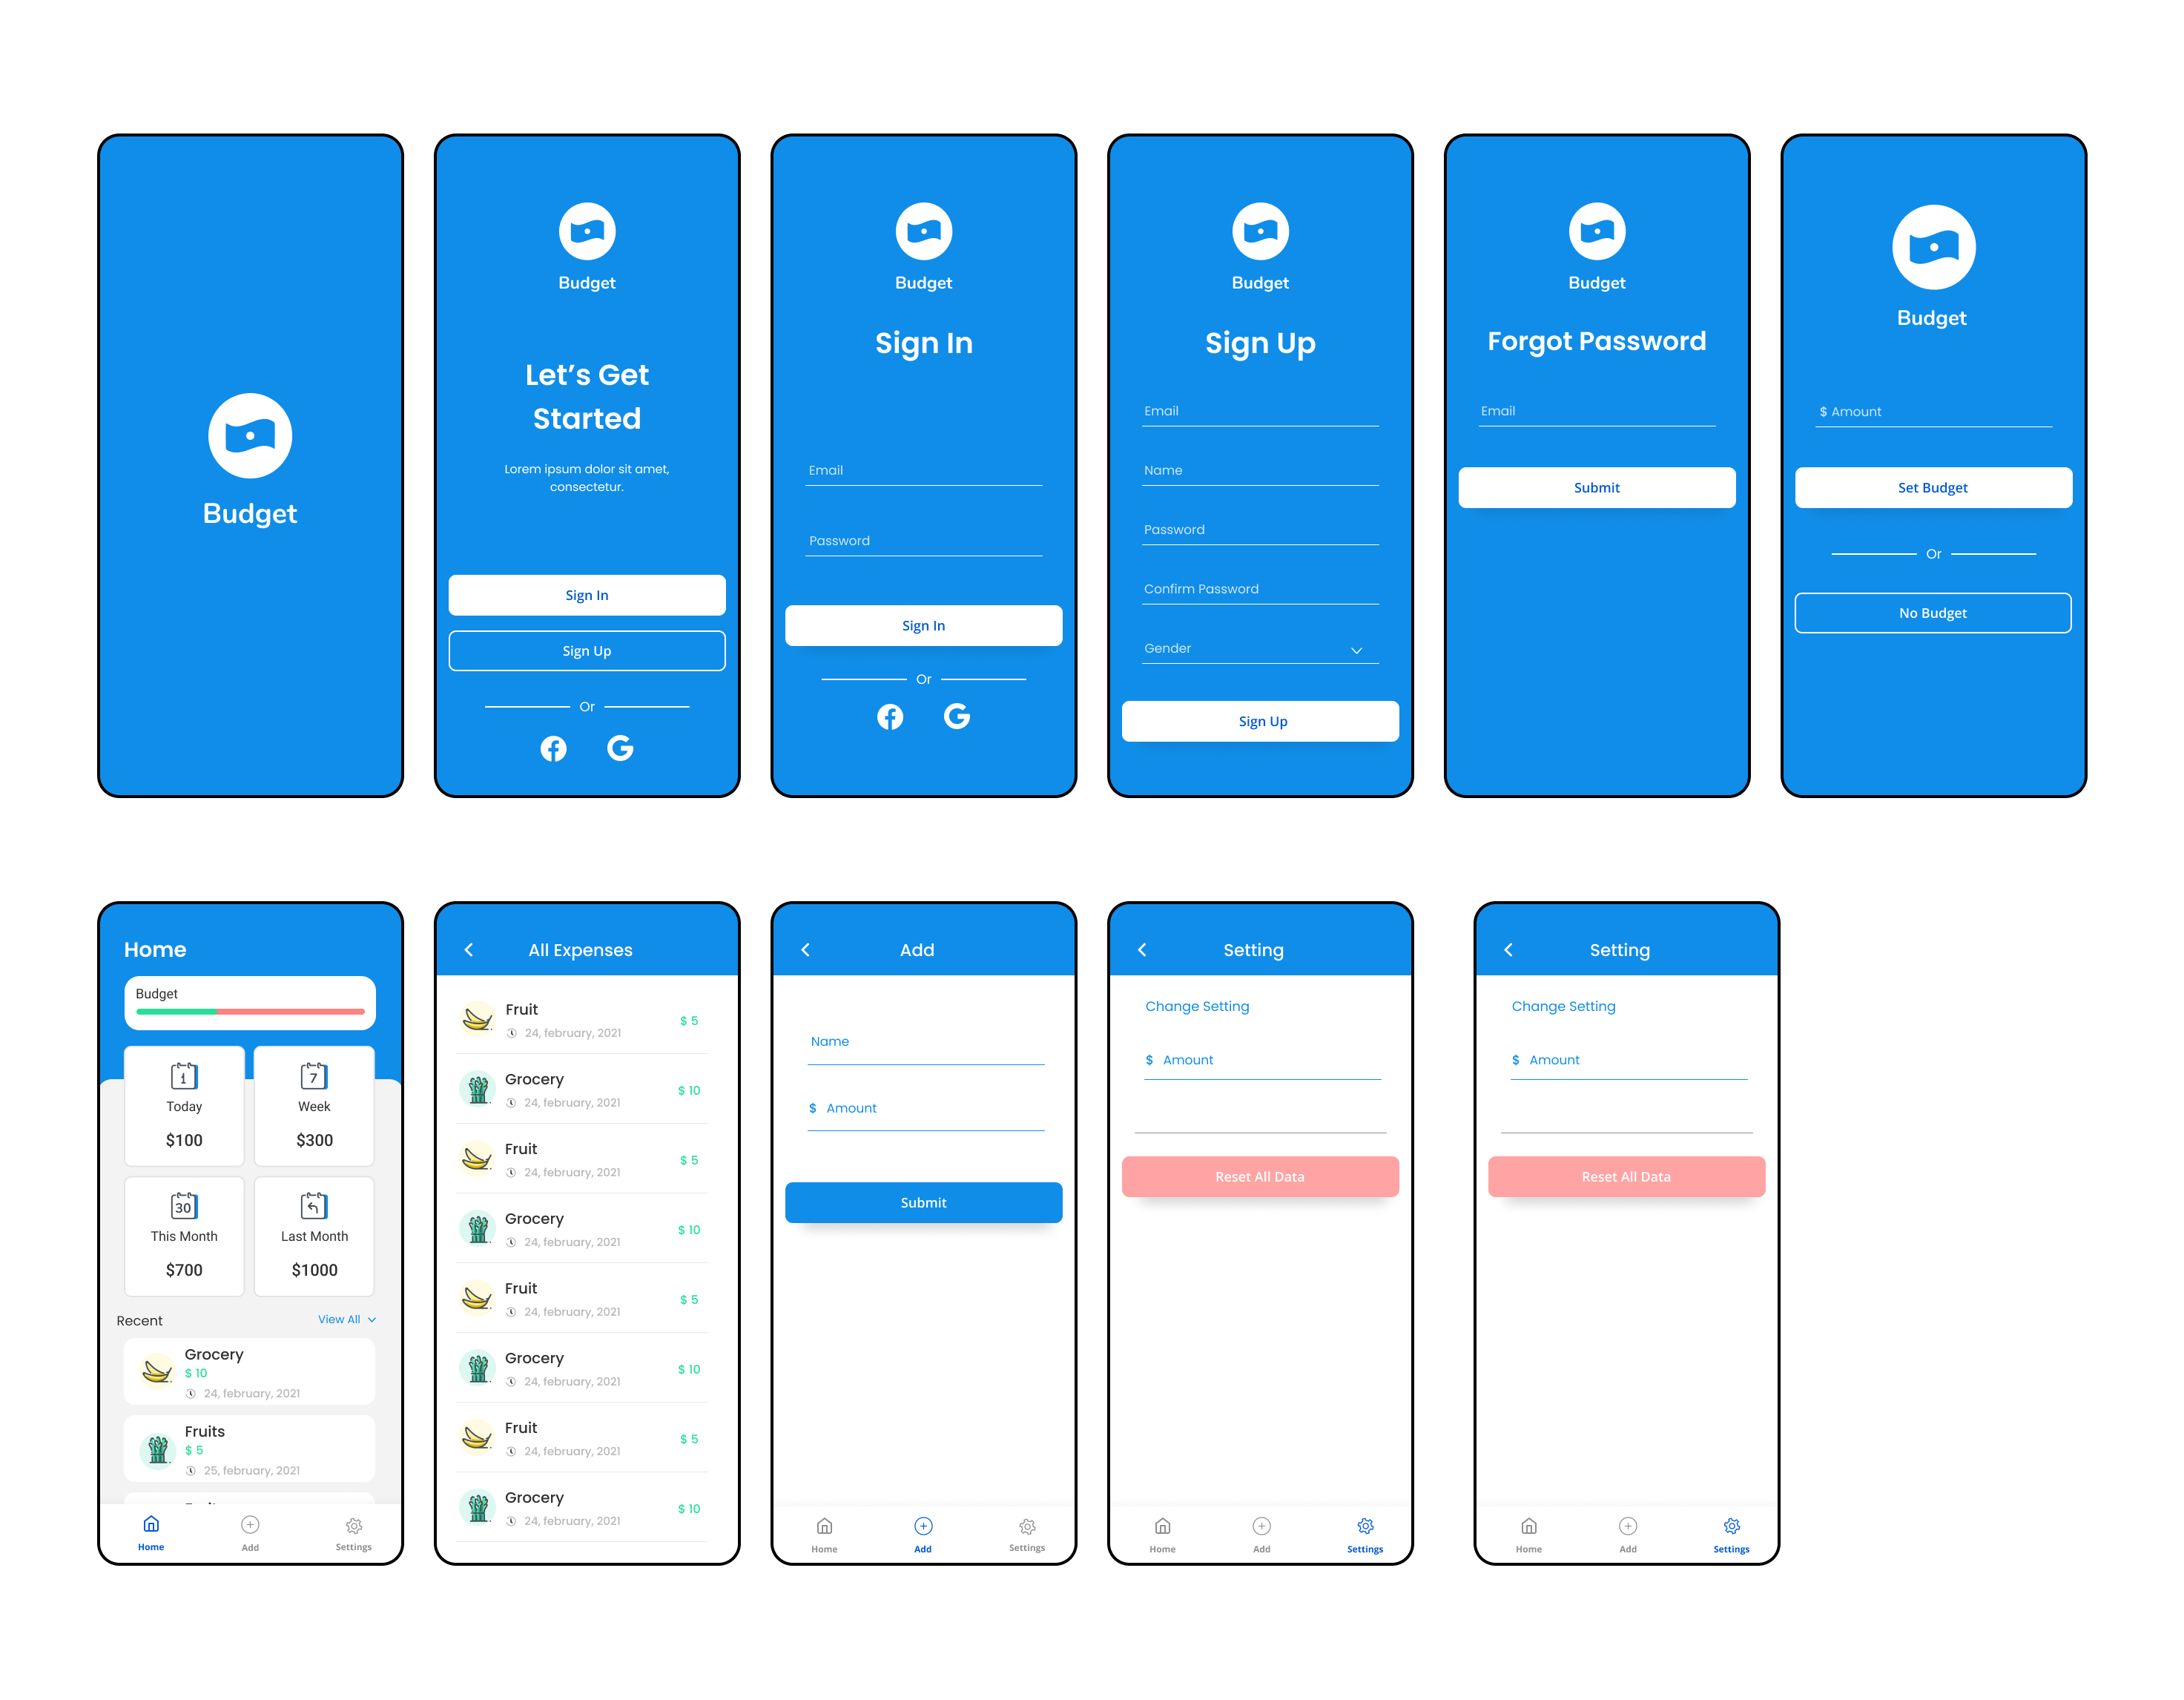 Budget
Budget
Let's Get
Started
Lorem ipsum dolor sit amet,
consectetur.
Sign In
Sign Up
Or
Budget
Sign In
Email
Password
Sign In
Or
Budget
Sign Up
Email
Name
Password
Confirm Password
Gender
Sign Up
Budget
Forgot Password
Email
Submit
Budget
$ Amount
Set Budget
Or
No Budget
Home
Budget
1
Today
$100
7
Week
$300
30
This Month
$700
Last Month
$1000
Recent
View All
Grocery
$ 10
24, february, 2021
Fruits
$ 5
25, february, 2021
Home
Add
Settings
All Expenses
Fruit
24, february, 2021
$ 5
Grocery
24, february, 2021
$ 10
Fruit
24, february, 2021
$ 5
Grocery
24, february, 2021
$ 10
Fruit
24, february, 2021
$ 5
Grocery
24, february, 2021
$ 10
Fruit
24, february, 2021
$ 5
Grocery
24, february, 2021
$ 10
Add
Name
$ Amount
Submit
Home
Add
Settings
Setting
Change Setting
$ Amount
Reset All Data
Home
Add
Settings
Setting
Change Setting
$ Amount
Reset All Data
Home
Add
Settings